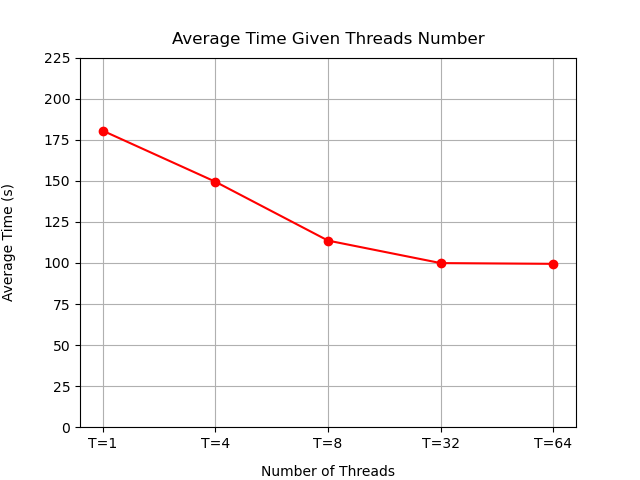 Average Time Given Threads Number
225
200
175
150
125
100
75
50
25
0
Average Time (s)
T=1 T=4 T=8 T=32 T=64
Number of Threads